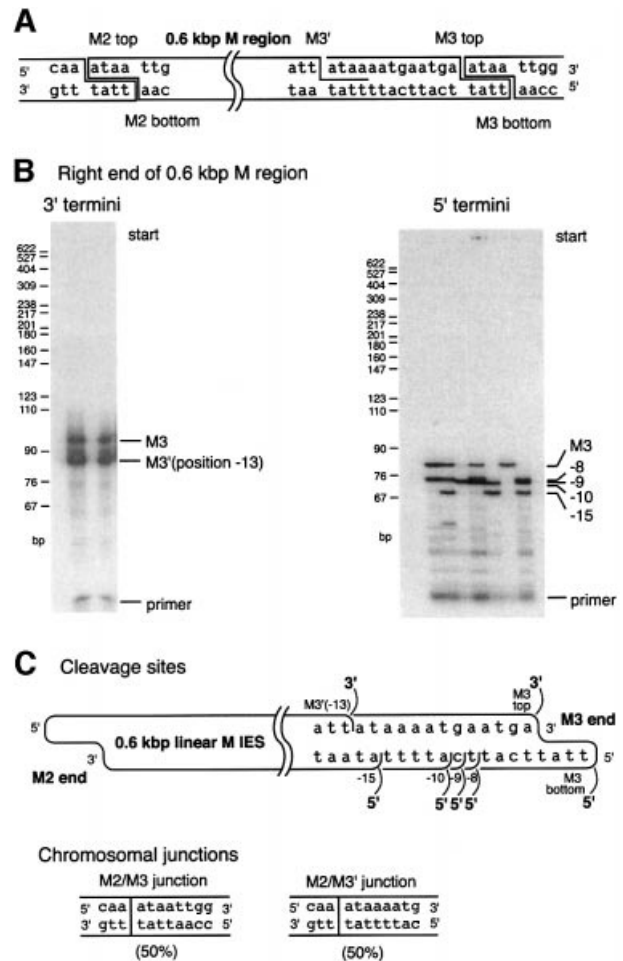 A
M2 top 0.6 kbp M region M3' M3 top
5' caa ataa ttg att ataaaatgaatga ataa ttgg 3'
3' gtt tatt aac taa tattttacttact tatt aacc 5'
M2 bottom M3 bottom
B Right end of 0.6 kbp M region
3' termini
start
622
527
404
309
238
217
201
180
160
147
123
110
90
76
67
bp
M3
M3'(position -13)
primer
5' termini
start
622
527
404
309
238
217
201
180
160
147
123
110
90
76
67
bp
M3
-8
-9
-10
-15
primer
C Cleavage sites
3' 3'
M3'(-13) M3 top
M3 end
5' attataaaatgaatga 3'
0.6 kbp linear M IES
3' taatattttacttacttatt 5'
M2 end
-15 -10 -9 -8 M3 bottom
5' 5' 5' 5' 5'
Chromosomal junctions
M2/M3 junction M2/M3' junction
5' caa ataattgg 3' 5' caa ataaaatg 3'
3' gtt tattaacc 5' 3' gtt tattttac 5'
(50%) (50%)